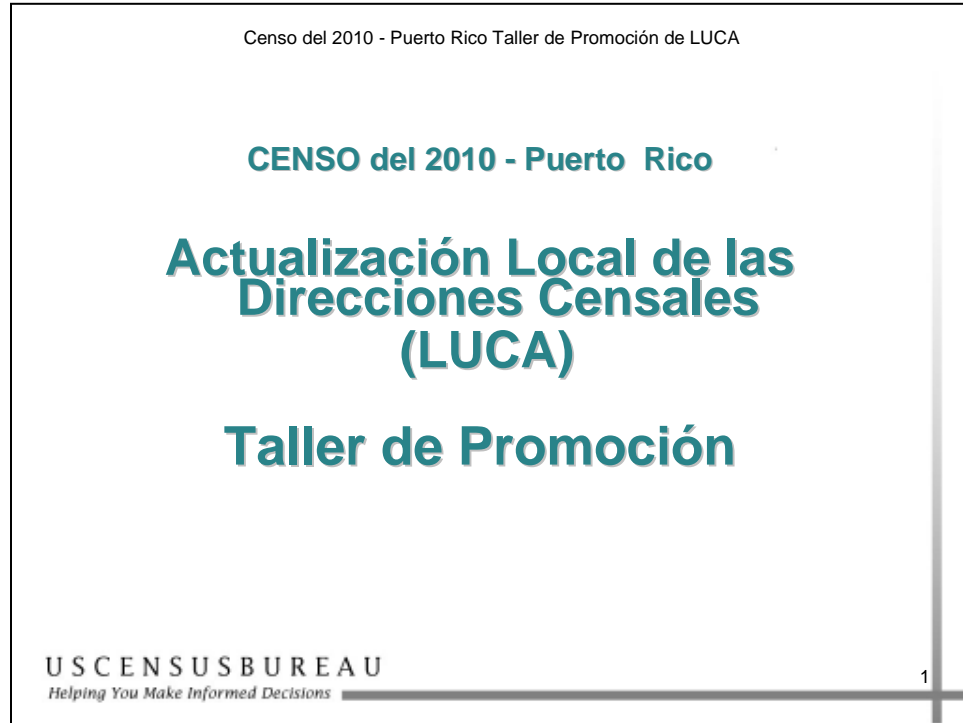 Censo del 2010 - Puerto Rico Taller de Promoción de LUCA
CENSO del 2010 - Puerto Rico
Actualización Local de las
Direcciones Censales
(LUCA)
Taller de Promoción
USCENSUSBUREAU
Helping You Make Informed Decisions
1